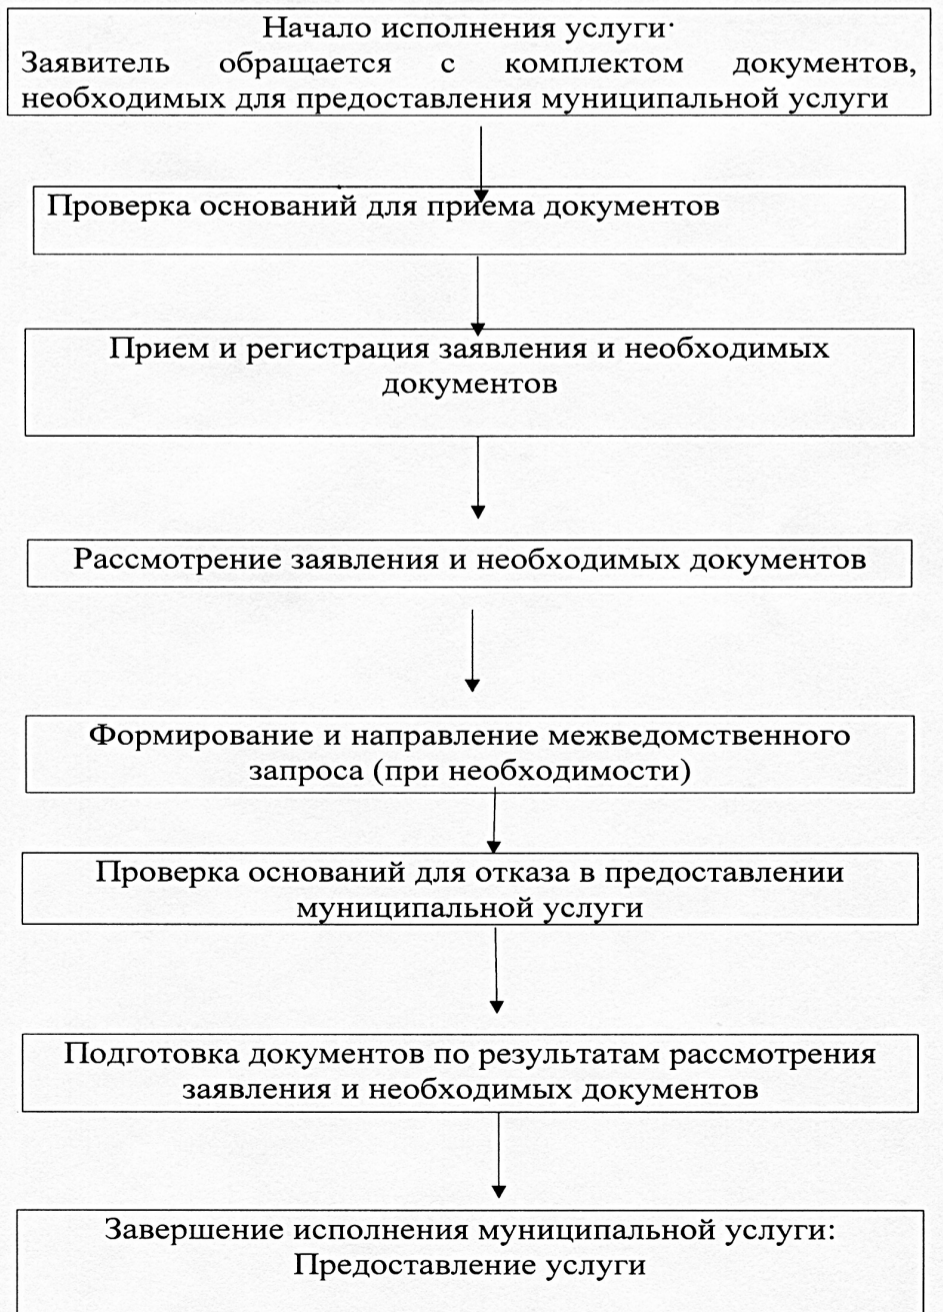 Начало исполнения услуги:
Заявитель обращается с комплектом документов,
необходимых для предоставления муниципальной услуги
Проверка оснований для приема документов
Прием и регистрация заявления и необходимых
документов
Рассмотрение заявления и необходимых документов
Формирование и направление межведомственного
запроса (при необходимости)
Проверка оснований для отказа в предоставлении
муниципальной услуги
Подготовка документов по результатам рассмотрения
заявления и необходимых документов
Завершение исполнения муниципальной услуги:
Предоставление услуги